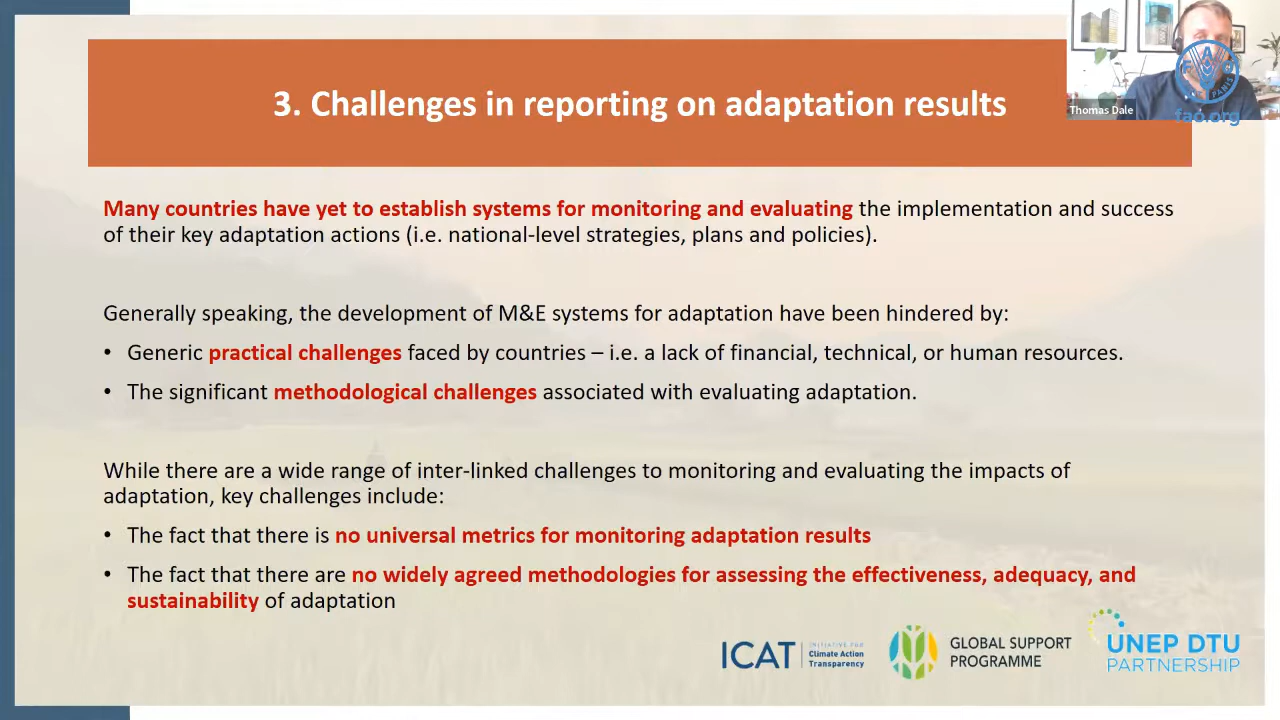 3. Challenges in reporting on adaptation results
Thomas Dale
fao.org
Many countries have yet to establish systems for monitoring and evaluating the implementation and success
of their key adaptation actions (i.e. national-level strategies, plans and policies).
Generally speaking, the development of M&E systems for adaptation have been hindered by:
• Generic practical challenges faced by countries – i.e. a lack of financial, technical, or human resources.
• The significant methodological challenges associated with evaluating adaptation.
While there are a wide range of inter-linked challenges to monitoring and evaluating the impacts of
adaptation, key challenges include:
• The fact that there is no universal metrics for monitoring adaptation results
• The fact that there are no widely agreed methodologies for assessing the effectiveness, adequacy, and
sustainability of adaptation
ICAT
INITIATIVE FOR
Climate Action
Transparency
GLOBAL SUPPORT
PROGRAMME
UNEP DTU
PARTNERSHIP